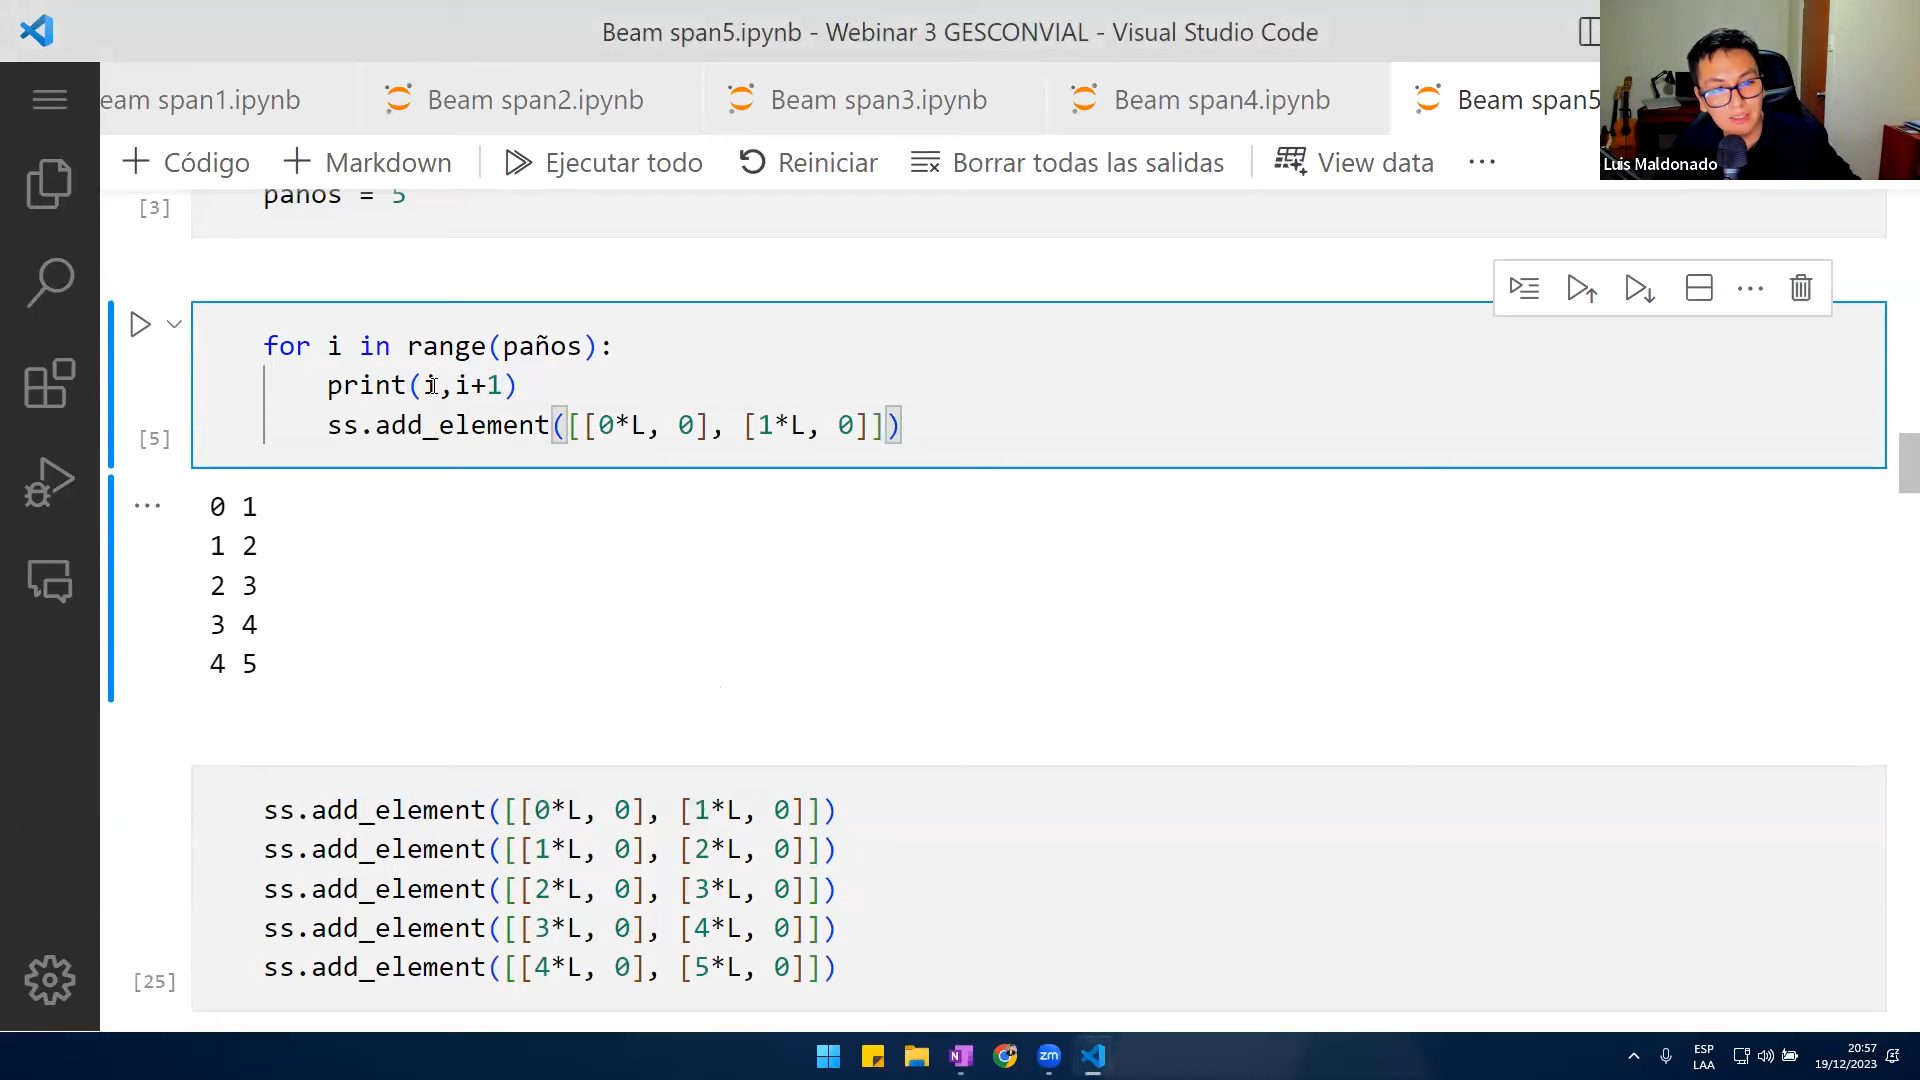 Beam span5.ipynb - Webinar 3 GESCONVIAL - Visual Studio Code
eam span1.ipynb
Beam span2.ipynb
Beam span3.ipynb
Beam span4.ipynb
Beam span5
Luis Maldonado
+ Código
+ Markdown
Ejecutar todo
Reiniciar
Borrar todas las salidas
View data
...
paños = 5
[3]
for i in range(paños):
print(i,i+1)
ss.add_element([[0*L, 0], [1*L, 0]])
[5]
0 1
1 2
2 3
3 4
4 5
ss.add_element([[0*L, 0], [1*L, 0]])
ss.add_element([[1*L, 0], [2*L, 0]])
ss.add_element([[2*L, 0], [3*L, 0]])
ss.add_element([[3*L, 0], [4*L, 0]])
ss.add_element([[4*L, 0], [5*L, 0]])
[25]
zm
ESP
LAA
20:57
19/12/2023